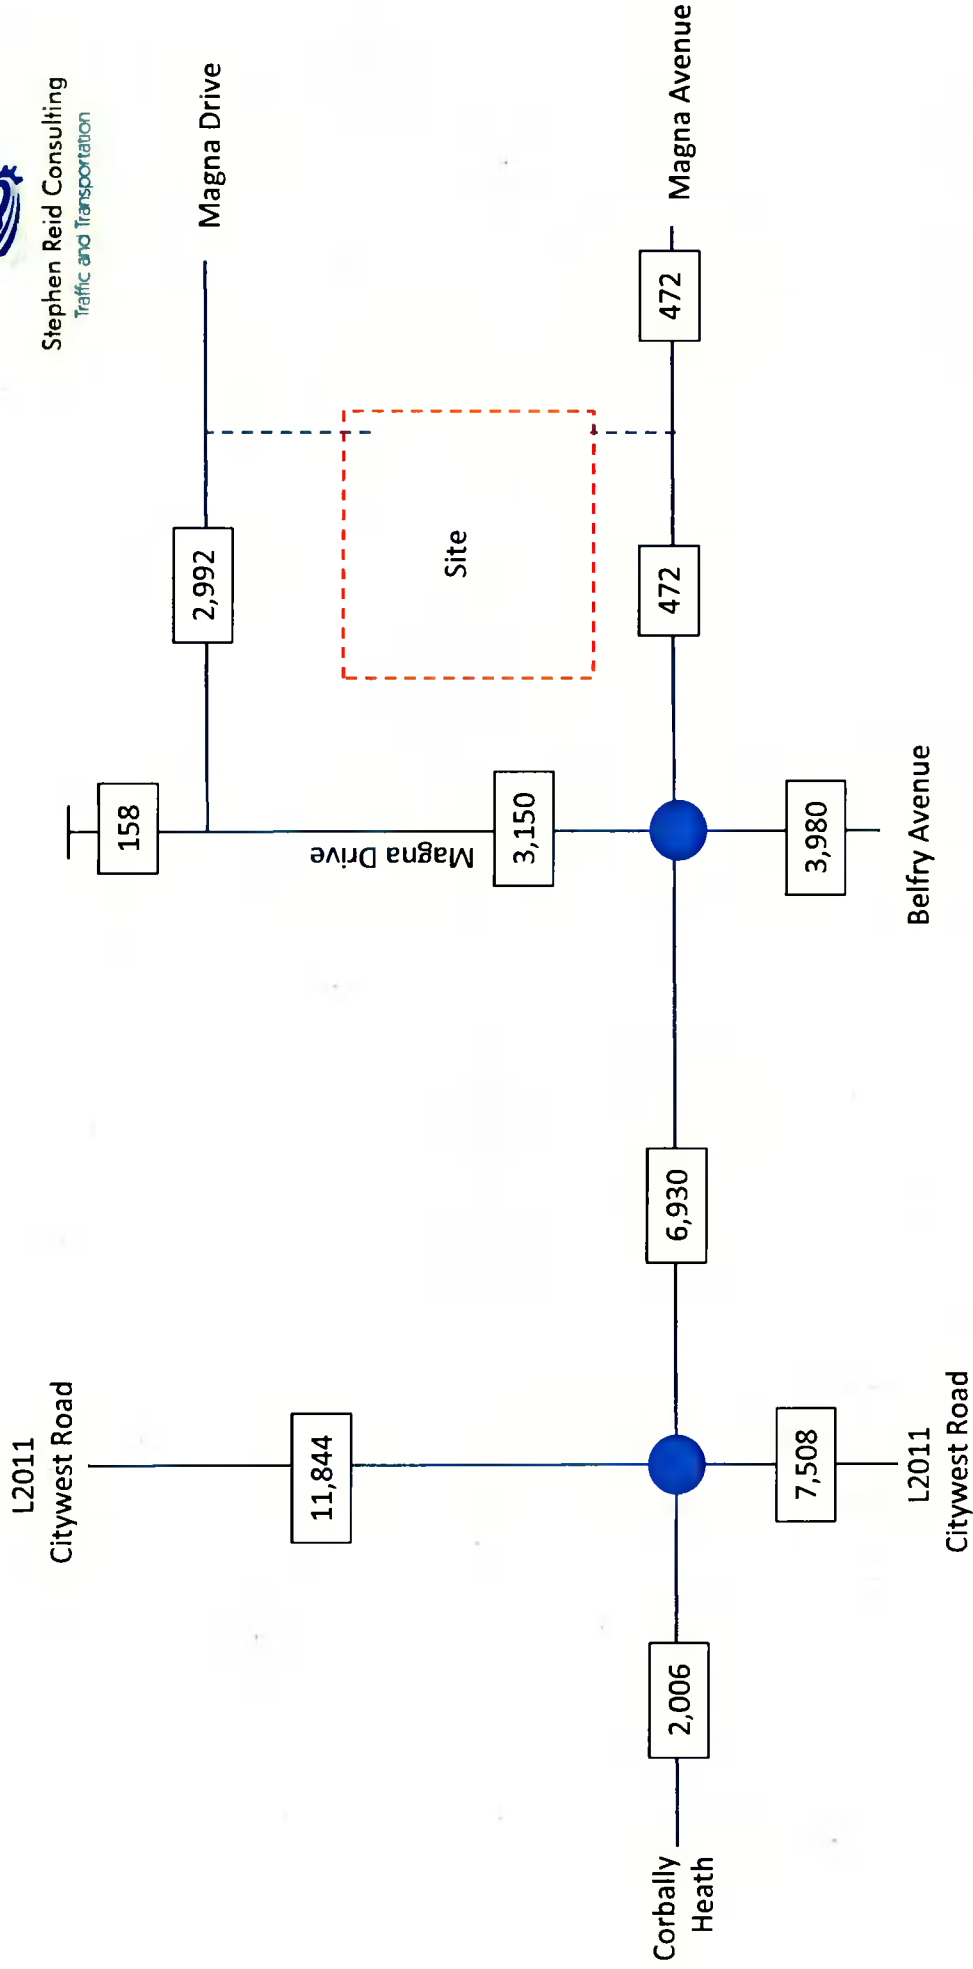 Stephen Reid Consulting
Traffic and Transportation
L2011
Citywest Road
158
Magna Drive
2,992
11,844
Magna Drive
Site
3,150
Corbally
Heath
2,006
6,930
472
472
Magna Avenue
7,508
3,980
L2011
Citywest Road
Belfry Avenue